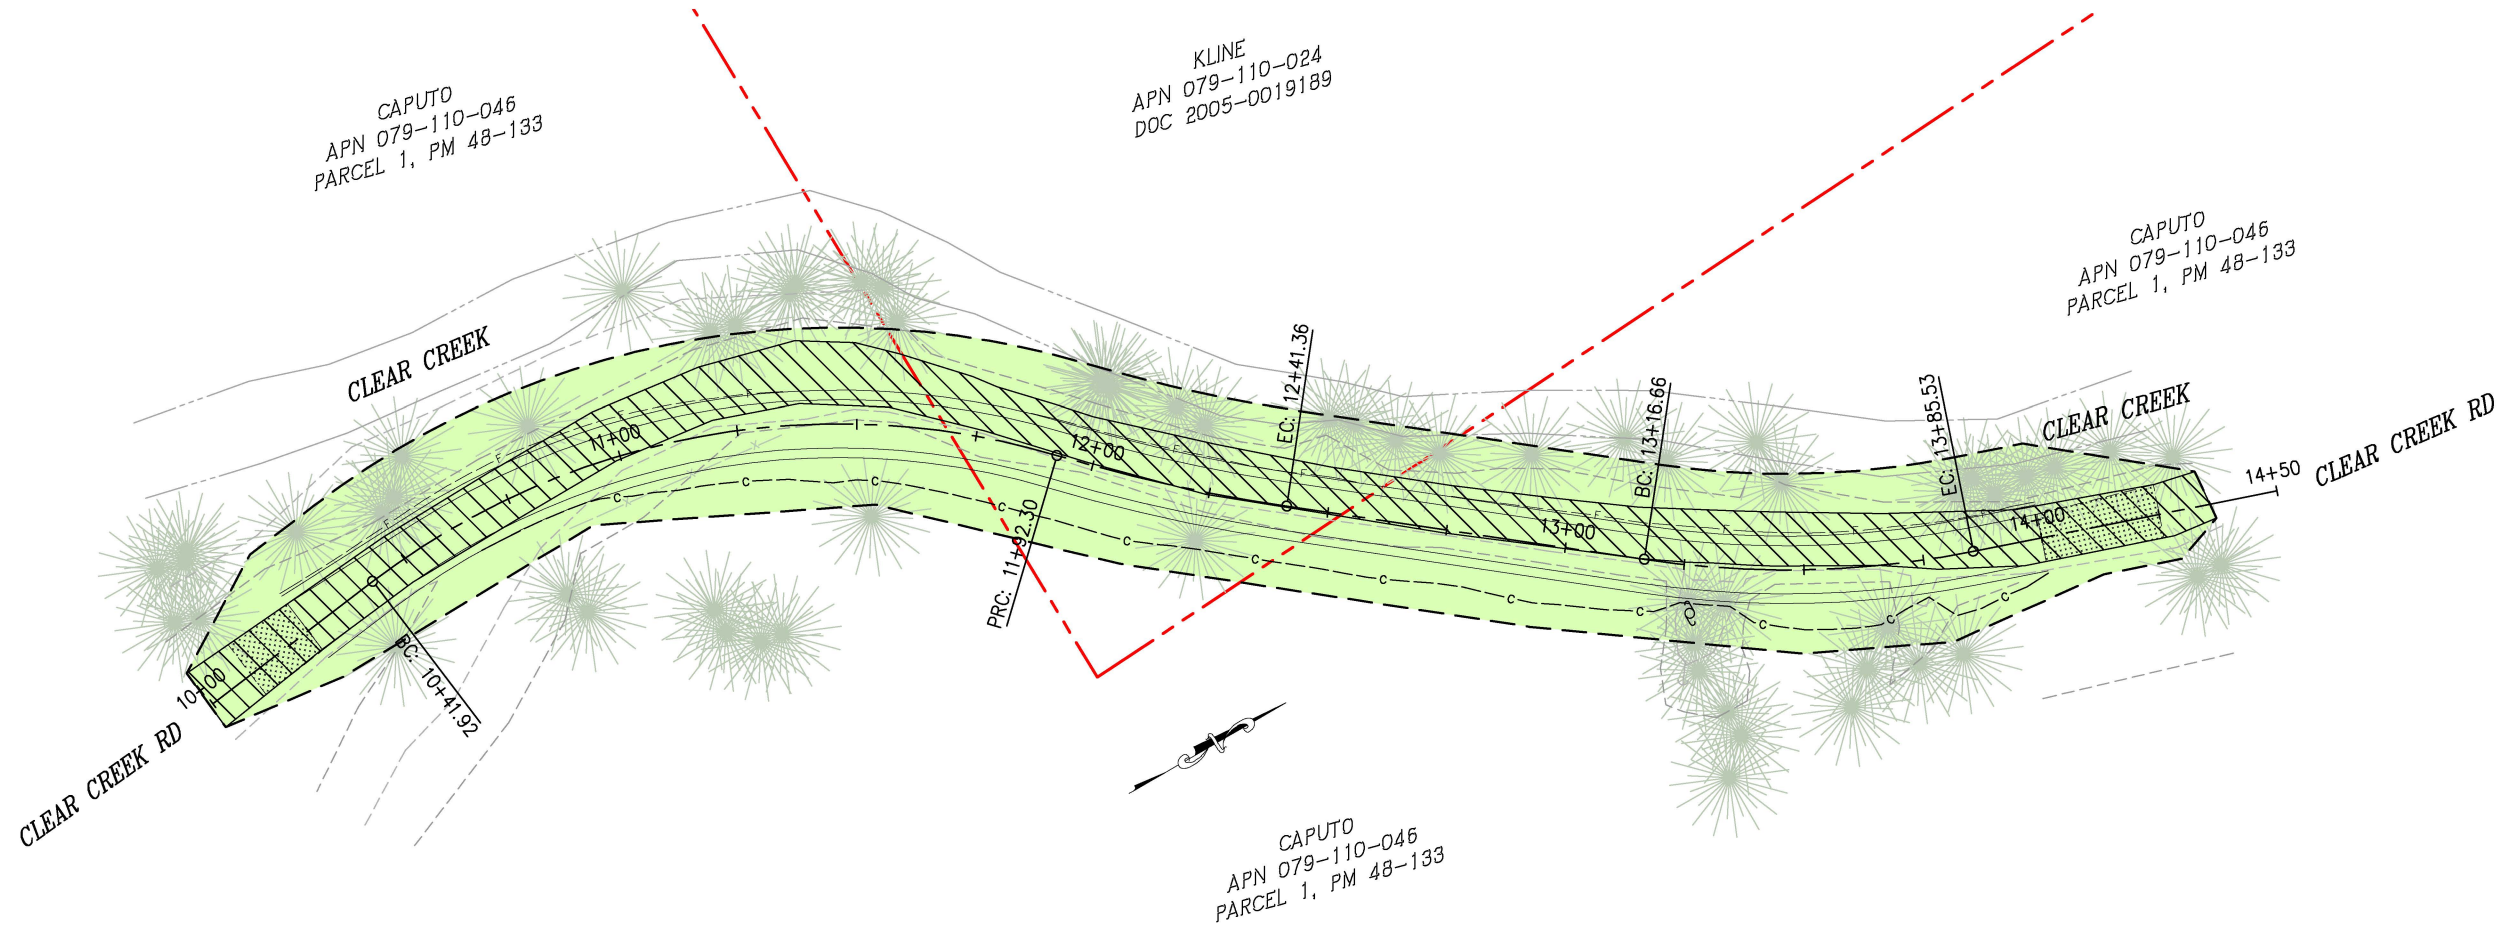 KLINE
APN 079-110-024
DOC 2005-0019189
CAPUTO
APN 079-110-046
PARCEL 1, PM 48-133
CAPUTO
APN 079-110-046
PARCEL 1, PM 48-133
CLEAR CREEK
EC: 12+41.36
BC: 13+16.66
EC: 13+85.53
CLEAR CREEK
CLEAR CREEK RD
14+50
F
F
F
F
F
F
F
F
11+00
12+00
13+00
14+00
C
C
C
C
C
C
C
C
C
C
C
C
PRC: 11+92.30
10+00
BC: 10+41.92
CLEAR CREEK RD
N
CAPUTO
APN 079-110-046
PARCEL 1, PM 48-133